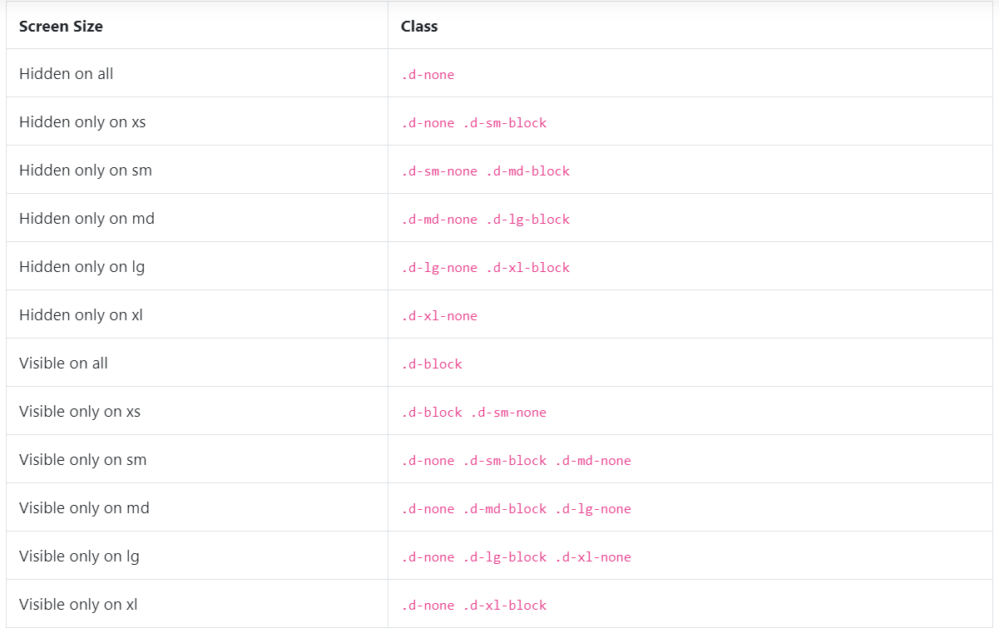 Screen Size Class
Hidden on all .d-none
Hidden only on xs .d-none .d-sm-block
Hidden only on sm .d-sm-none .d-md-block
Hidden only on md .d-md-none .d-lg-block
Hidden only on lg .d-lg-none .d-xl-block
Hidden only on xl .d-xl-none
Visible on all .d-block
Visible only on xs .d-block .d-sm-none
Visible only on sm .d-none .d-sm-block .d-md-none
Visible only on md .d-none .d-md-block .d-lg-none
Visible only on lg .d-none .d-lg-block .d-xl-none
Visible only on xl .d-none .d-xl-block